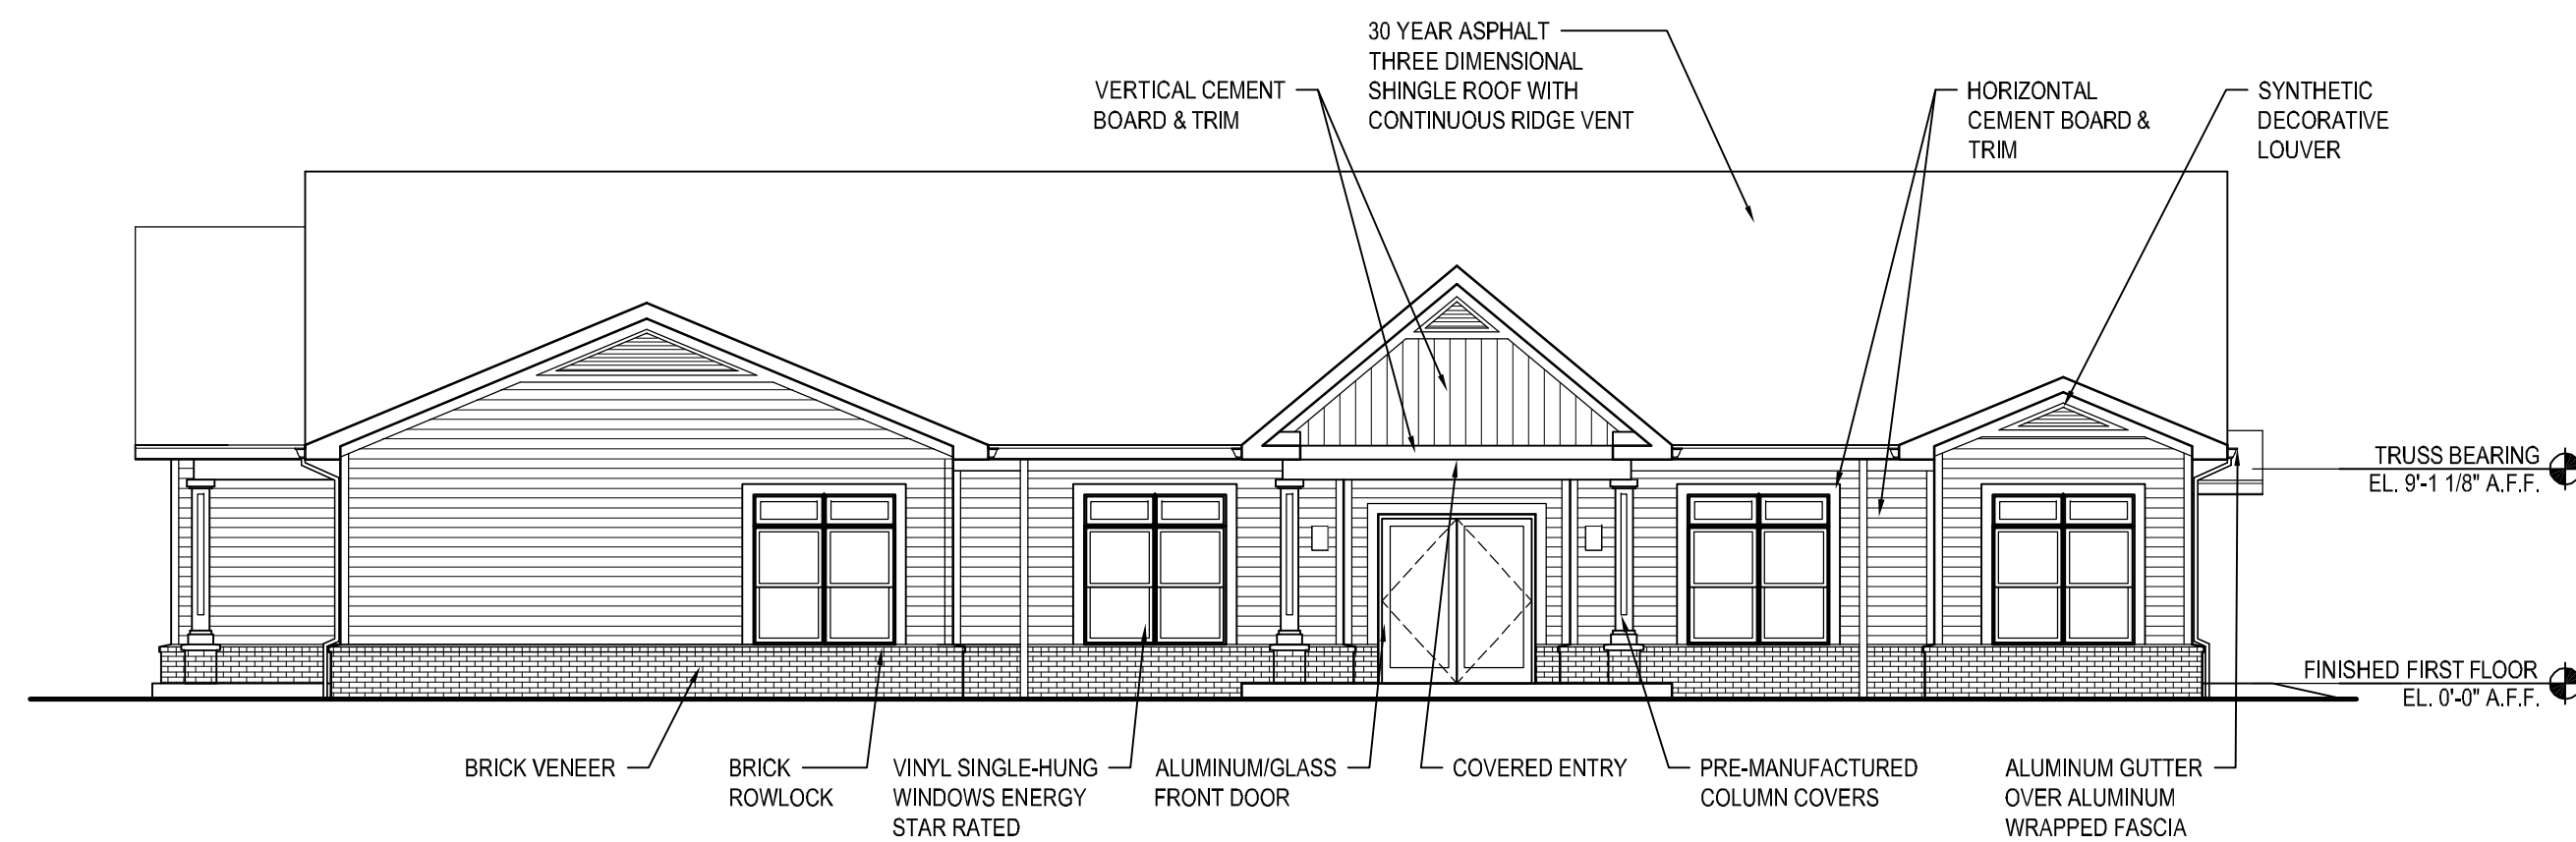 30 YEAR ASPHALT
THREE DIMENSIONAL
SHINGLE ROOF WITH
CONTINUOUS RIDGE VENT
VERTICAL CEMENT
BOARD & TRIM
HORIZONTAL
CEMENT BOARD &
TRIM
SYNTHETIC
DECORATIVE
LOUVER
TRUSS BEARING
EL. 9'-1 1/8" A.F.F.
FINISHED FIRST FLOOR
EL. 0'-0" A.F.F.
BRICK VENEER
BRICK
ROWLOCK
VINYL SINGLE-HUNG
WINDOWS ENERGY
STAR RATED
ALUMINUM/GLASS
FRONT DOOR
COVERED ENTRY
PRE-MANUFACTURED
COLUMN COVERS
ALUMINUM GUTTER
OVER ALUMINUM
WRAPPED FASCIA